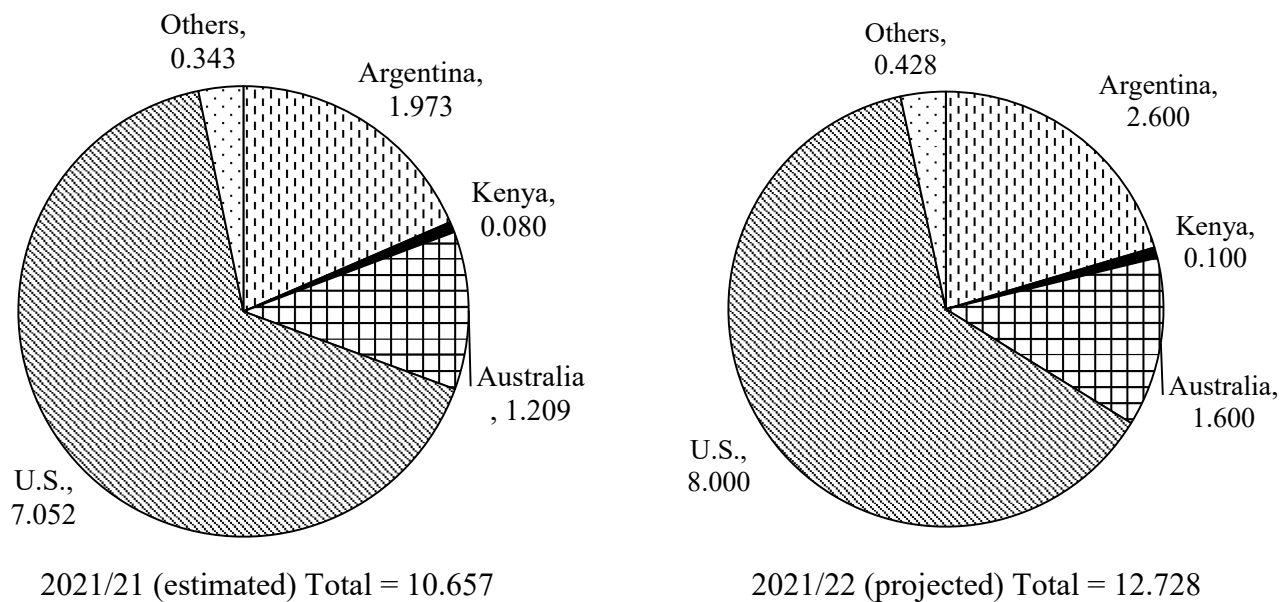 Others,
0.343
Argentina,
1.973
Kenya,
0.080
Australia
, 1.209
U.S.,
7.052
2021/21 (estimated) Total = 10.657
Others,
0.428
Argentina,
2.600
Kenya,
0.100
Australia,
1.600
U.S.,
8.000
2021/22 (projected) Total = 12.728